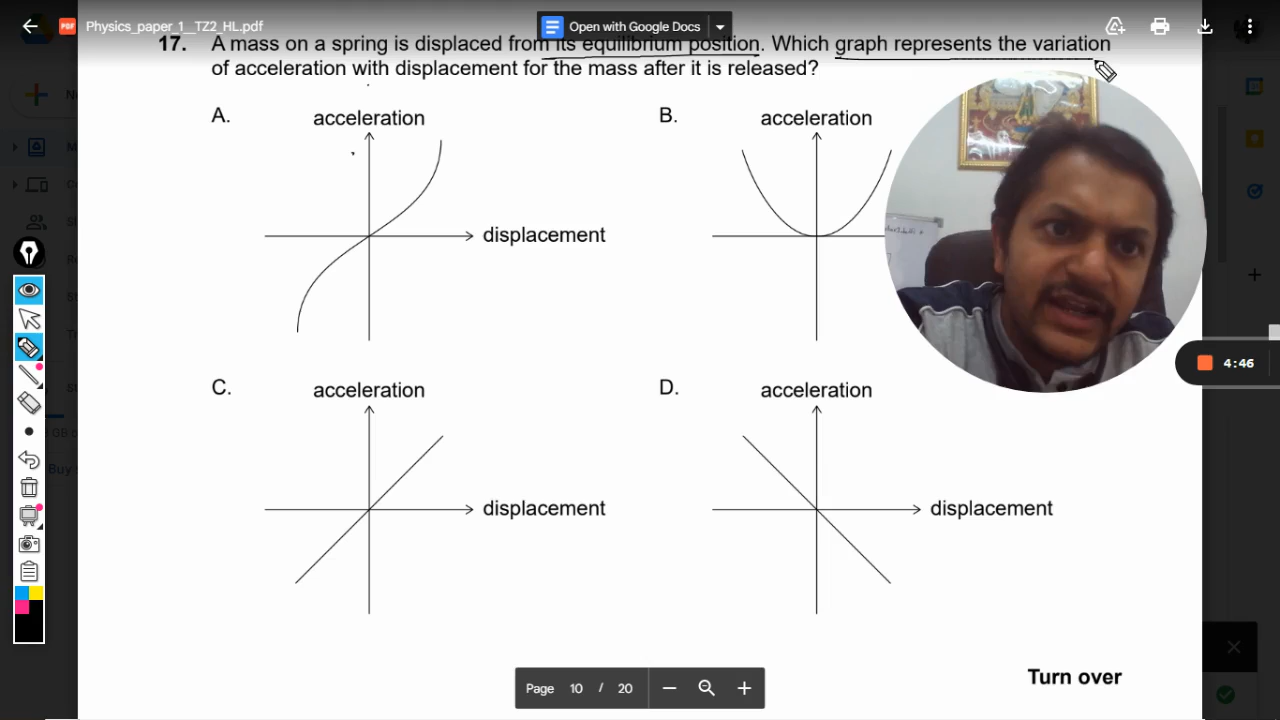 Physics_paper_1__TZ2_HL.pdf
Open with Google Docs
17. A mass on a spring is displaced from its equilibrium position. Which graph represents the variation
of acceleration with displacement for the mass after it is released?
A.
acceleration
displacement
B.
acceleration
C.
acceleration
displacement
D.
acceleration
displacement
4:46
Buy
Turn over
Page 10 / 20